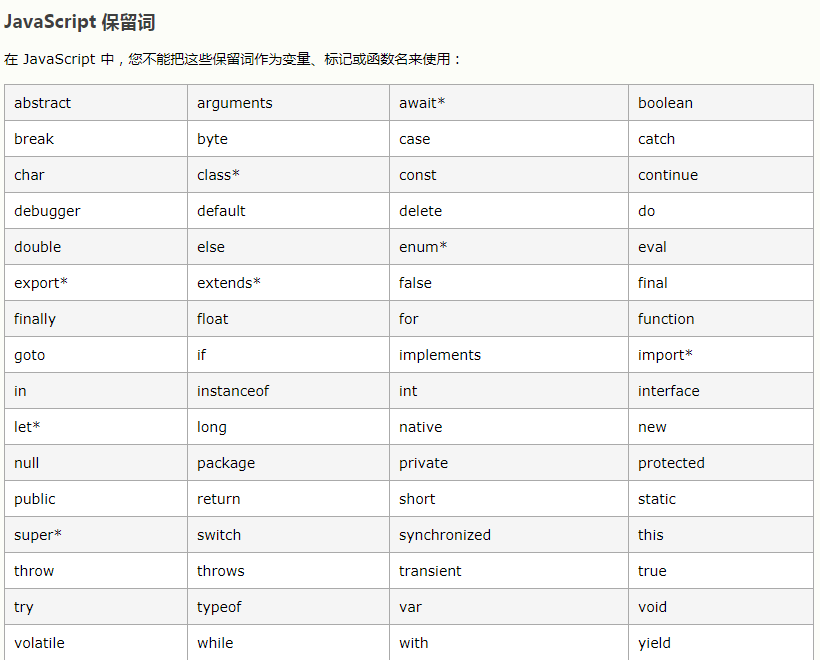 JavaScript 保留词
在 JavaScript 中，您不能把这些保留词作为变量、标记或函数名来使用：
abstract arguments await* boolean
break byte case catch
char class* const continue
debugger default delete do
double else enum* eval
export* extends* false final
finally float for function
goto if implements import*
in instanceof int interface
let* long native new
null package private protected
public return short static
super* switch synchronized this
throw throws transient true
try typeof var void
volatile while with yield